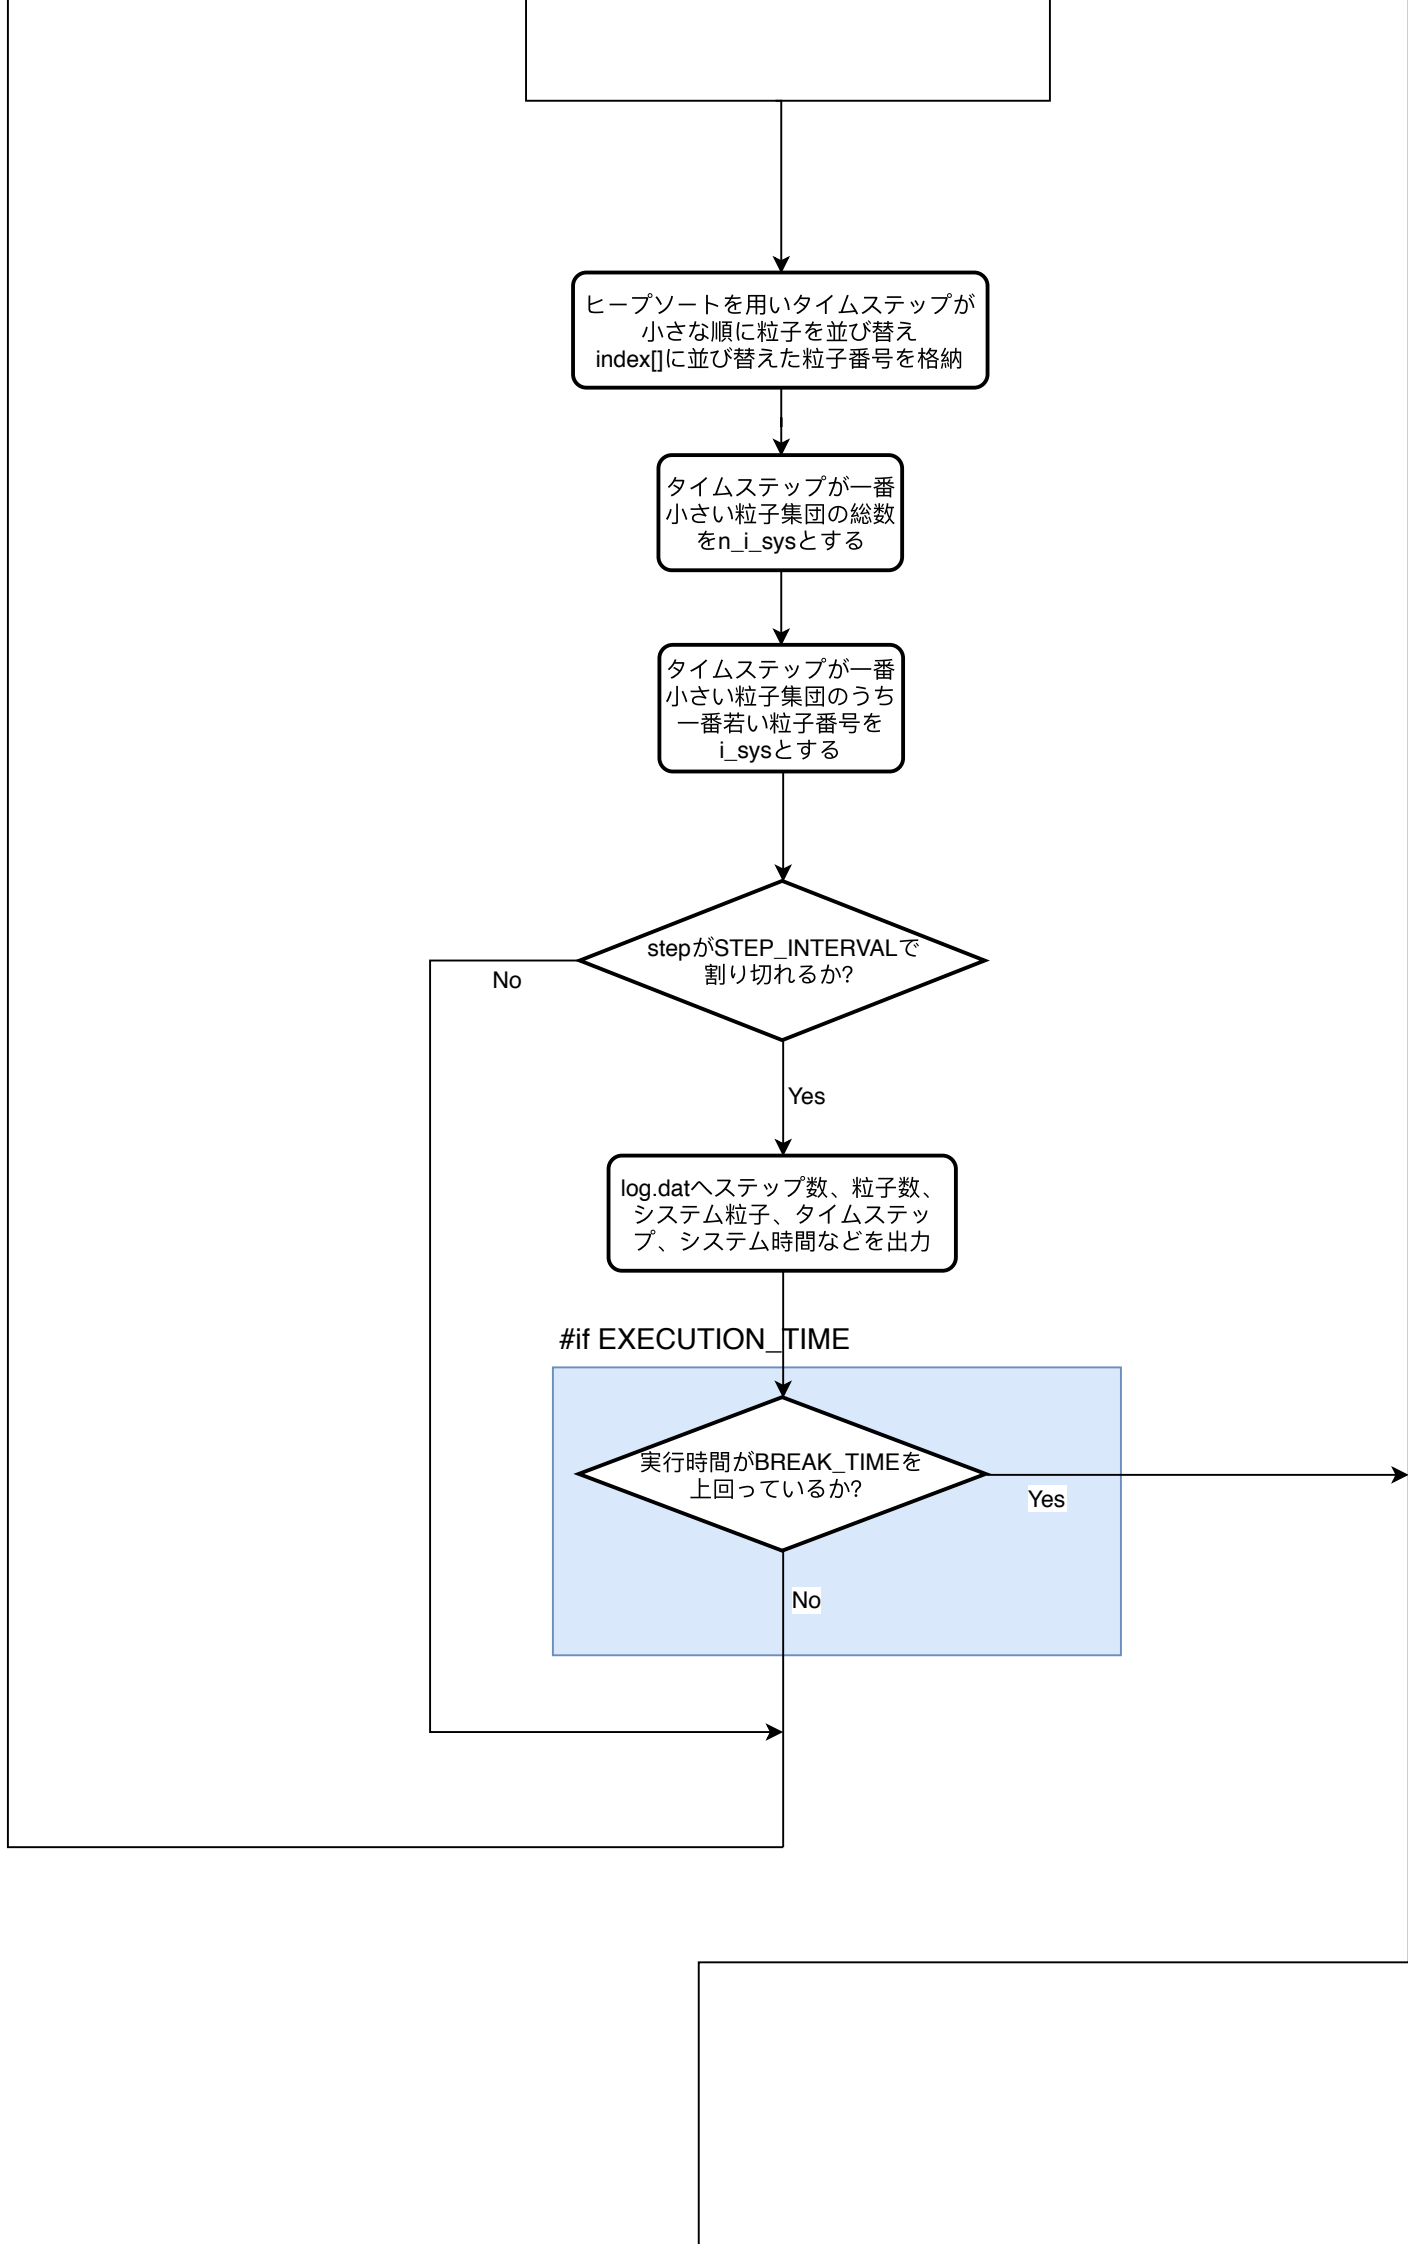 ヒープソートを用いタイムステップが
小さな順に粒子を並び替え
index[]に並び替えた粒子番号を格納
タイムステップが一番
小さい粒子集団の総数
をn_i_sysとする
タイムステップが一番
小さい粒子集団のうち
一番若い粒子番号を
i_sysとする
stepがSTEP_INTERVALで
割り切れるか?
No
Yes
log.datへステップ数、粒子数、
システム粒子、タイムステッ
プ、システム時間などを出力
#if EXECUTION_TIME
実行時間がBREAK_TIMEを
上回っているか?
Yes
No